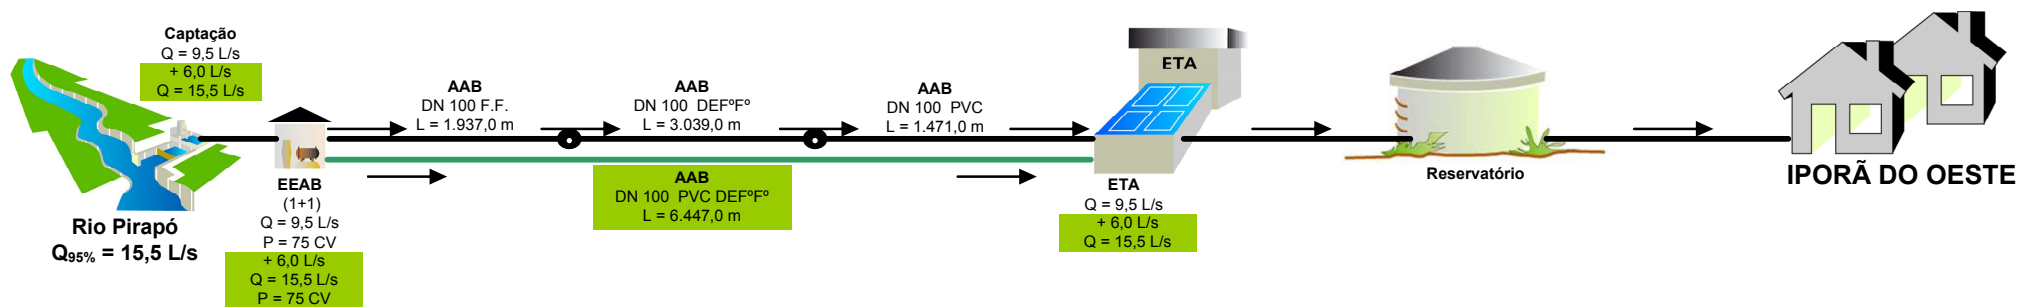 Captação
Q = 9,5 L/s
+ 6,0 L/s
Q = 15,5 L/s
Rio Pirapó
Q95% = 15,5 L/s
EEAB
(1+1)
Q = 9,5 L/s
P = 75 CV
+ 6,0 L/s
Q = 15,5 L/s
P = 75 CV
AAB
DN 100 F.F.
L = 1.937,0 m
AAB
DN 100 DEFºFº
L = 3.039,0 m
AAB
DN 100 PVC
L = 1.471,0 m
AAB
DN 100 PVC DEFºFº
L = 6.447,0 m
ETA
ETA
Q = 9,5 L/s
+ 6,0 L/s
Q = 15,5 L/s
Reservatório
IPORÃ DO OESTE